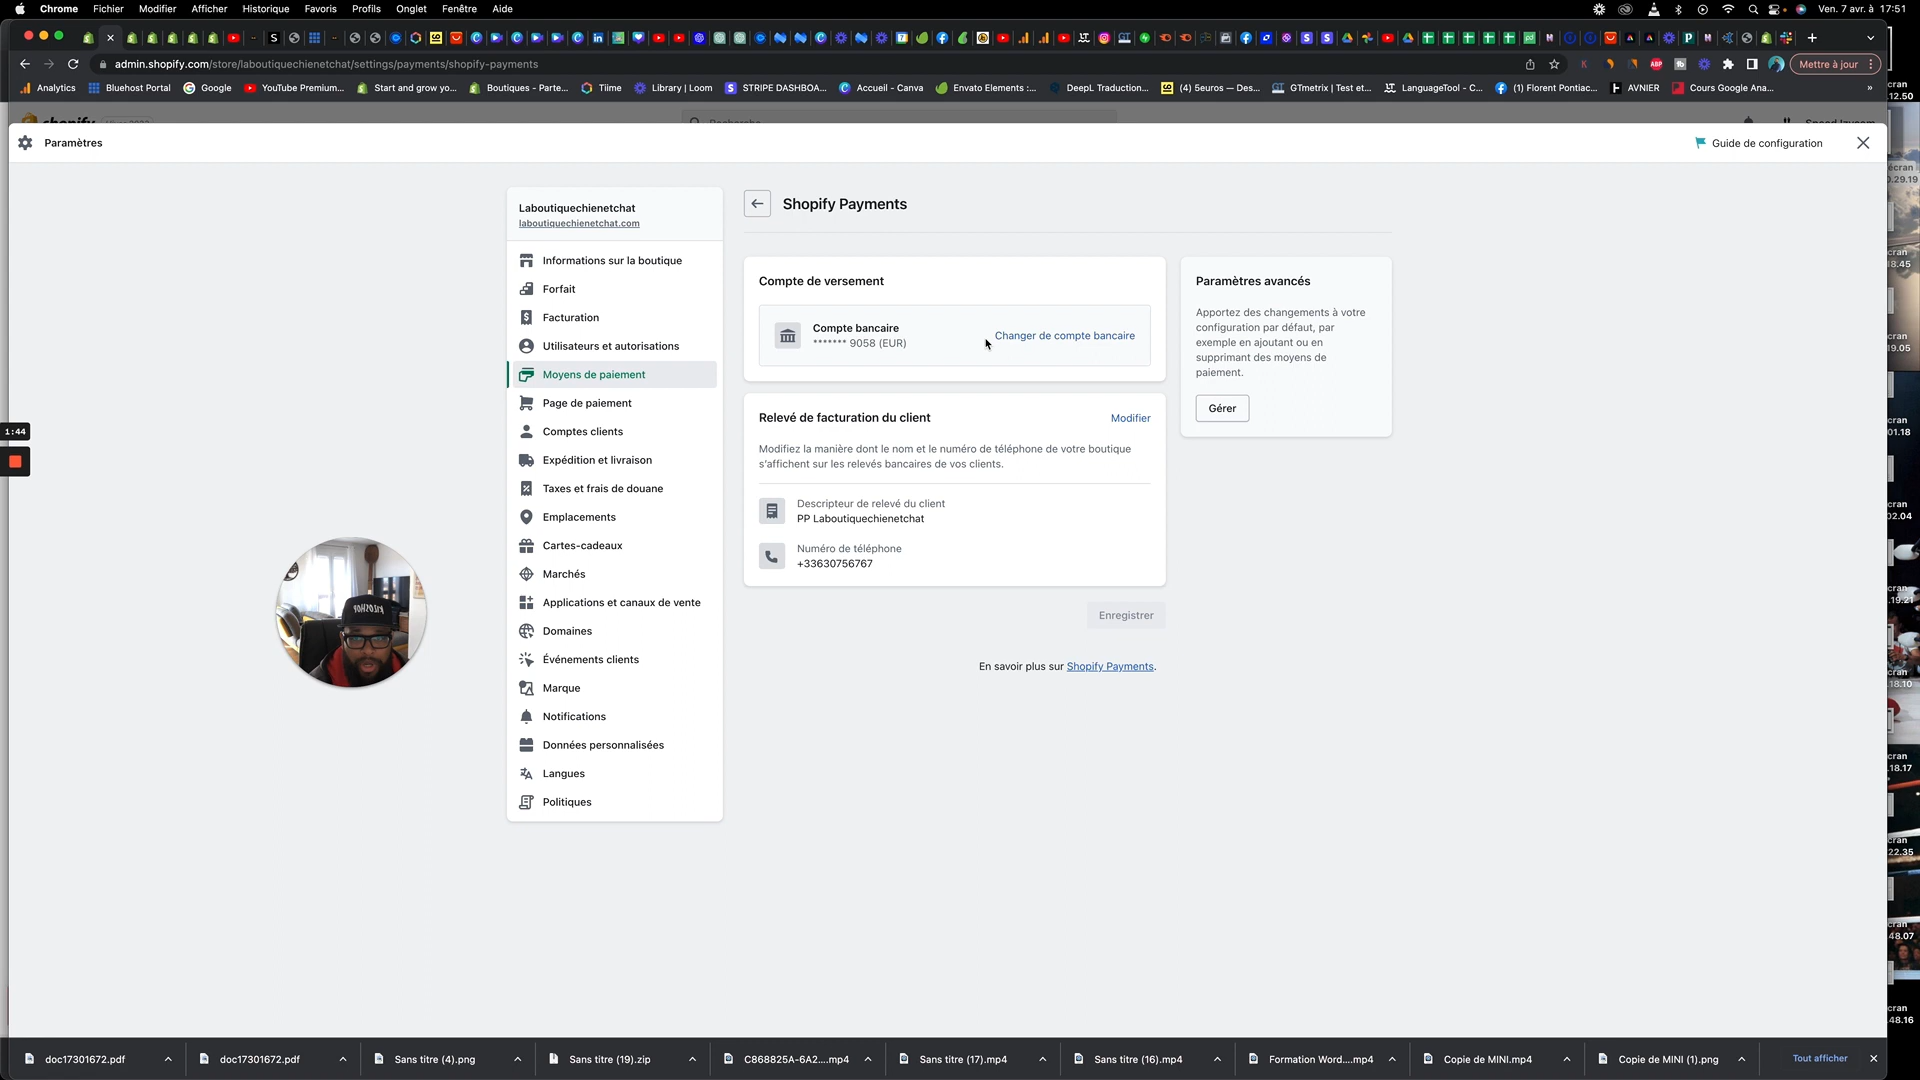 Chrome Fichier Modifier Afficher Historique Favoris Profils Onglet Fenêtre Aide
Ven. 7 avr. à 17:51
admin.shopify.com/store/laboutiquechienetchat/settings/payments/shopify-payments
Mettre à jour
Analytics Bluehost Portal Google YouTube Premium... Start and grow yo... Boutiques - Parte... Tiime Library | Loom STRIPE DASHBOA... Accueil - Canva Envato Elements :... DeepL Traduction... (4) 5euros — Des... GTmetrix | Test et... LanguageTool - C... (1) Florent Pontiac... AVNIER Cours Google Ana... »
Paramètres
Guide de configuration
Laboutiquechienetchat
laboutiquechienetchat.com
Informations sur la boutique
Forfait
Facturation
Utilisateurs et autorisations
Moyens de paiement
Page de paiement
Comptes clients
Expédition et livraison
Taxes et frais de douane
Emplacements
Cartes-cadeaux
Marchés
Applications et canaux de vente
Domaines
Événements clients
Marque
Notifications
Données personnalisées
Langues
Politiques
Shopify Payments
Compte de versement
Compte bancaire
••••••• 9058 (EUR)
Changer de compte bancaire
Relevé de facturation du client
Modifier
Modifiez la manière dont le nom et le numéro de téléphone de votre boutique
s'affichent sur les relevés bancaires de vos clients.
Descripteur de relevé du client
PP Laboutiquechienetchat
Numéro de téléphone
+33630756767
Enregistrer
En savoir plus sur Shopify Payments.
Paramètres avancés
Apportez des changements à votre
configuration par défaut, par
exemple en ajoutant ou en
supprimant des moyens de
paiement.
Gérer
1:44
doc17301672.pdf
doc17301672.pdf
Sans titre (4).png
Sans titre (19).zip
C868825A-6A2....mp4
Sans titre (17).mp4
Sans titre (16).mp4
Formation Word....mp4
Copie de MINI.mp4
Copie de MINI (1).png
Tout afficher